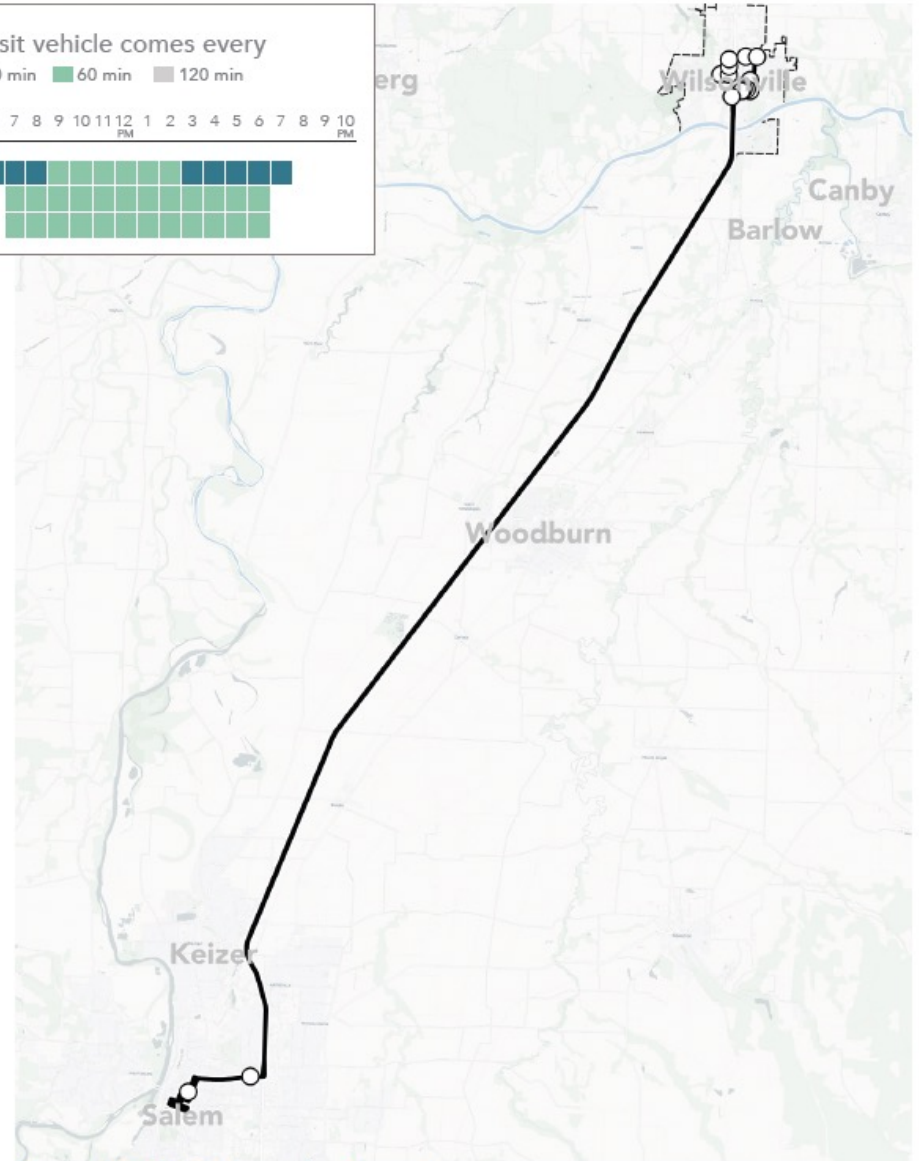 sit vehicle comes every
min 60 min 120 min
7 8 9 10 11 12 1 2 3 4 5 6 7 8 9 10
PM PM
erg
Wilsonville
Canby
Barlow
Woodburn
Keizer
Salem